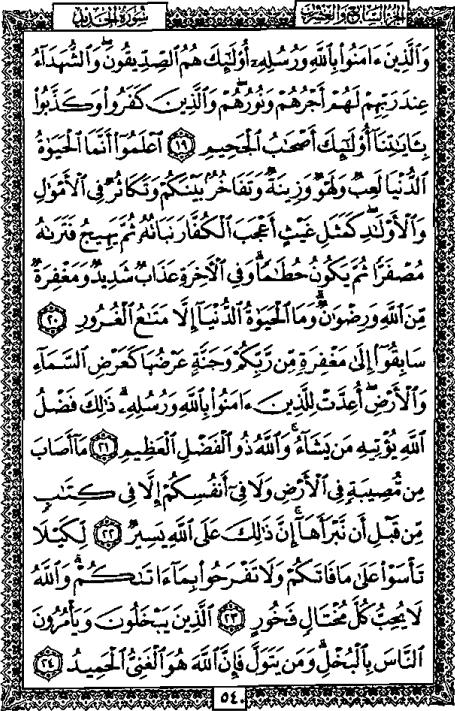 الجزء السابع والعشرون
سورة الحديد
وَالَّذِينَ ءَامَنُوا۟ بِاللَّهِ وَرُسُلِهِۦٓ أُو۟لَٰٓئِكَ هُمُ الصِّدِّيقُونَ ۖ وَالشُّهَدَآءُ
عِندَ رَبِّهِمْ لَهُمْ أَجْرُهُمْ وَنُورُهُمْ ۖ وَالَّذِينَ كَفَرُوا۟ وَكَذَّبُوا۟
بِـَٔايَٰتِنَآ أُو۟لَٰٓئِكَ أَصْحَٰبُ الْجَحِيمِ ١٩ اعْلَمُوٓا۟ أَنَّمَا الْحَيَوٰةُ
الدُّنْيَا لَعِبٌ وَلَهْوٌ وَزِينَةٌ وَتَفَاخُرٌۢ بَيْنَكُمْ وَتَكَاثُرٌ فِى الْأَمْوَٰلِ
وَالْأَوْلَٰدِ ۖ كَمَثَلِ غَيْثٍ أَعْجَبَ الْكُفَّارَ نَبَاتُهُۥ ثُمَّ يَهِيجُ فَتَرَىٰهُ
مُصْفَرًّا ثُمَّ يَكُونُ حُطَٰمًا ۖ وَفِى الْءَاخِرَةِ عَذَابٌ شَدِيدٌ وَمَغْفِرَةٌ
مِّنَ اللَّهِ وَرِضْوَٰنٌ ۚ وَمَا الْحَيَوٰةُ الدُّنْيَآ إِلَّا مَتَٰعُ الْغُرُورِ ٢٠
سَابِقُوٓا۟ إِلَىٰ مَغْفِرَةٍ مِّن رَّبِّكُمْ وَجَنَّةٍ عَرْضُهَا كَعَرْضِ السَّمَآءِ
وَالْأَرْضِ أُعِدَّتْ لِلَّذِينَ ءَامَنُوا۟ بِاللَّهِ وَرُسُلِهِۦ ۚ ذَٰلِكَ فَضْلُ
اللَّهِ يُؤْتِيهِ مَن يَشَآءُ ۚ وَاللَّهُ ذُو الْفَضْلِ الْعَظِيمِ ٢١ مَآ أَصَابَ
مِن مُّصِيبَةٍ فِى الْأَرْضِ وَلَا فِىٓ أَنفُسِكُمْ إِلَّا فِى كِتَٰبٍ
مِّن قَبْلِ أَن نَّبْرَأَهَآ ۚ إِنَّ ذَٰلِكَ عَلَى اللَّهِ يَسِيرٌ ٢٢ لِّكَيْلَا
تَأْسَوْا۟ عَلَىٰ مَا فَاتَكُمْ وَلَا تَفْرَحُوا۟ بِمَآ ءَاتَىٰكُمْ ۗ وَاللَّهُ
لَا يُحِبُّ كُلَّ مُخْتَالٍ فَخُورٍ ٢٣ الَّذِينَ يَبْخَلُونَ وَيَأْمُرُونَ
النَّاسَ بِالْبُخْلِ ۗ وَمَن يَتَوَلَّ فَإِنَّ اللَّهَ هُوَ الْغَنِىُّ الْحَمِيدُ ٢٤
٥٤٠